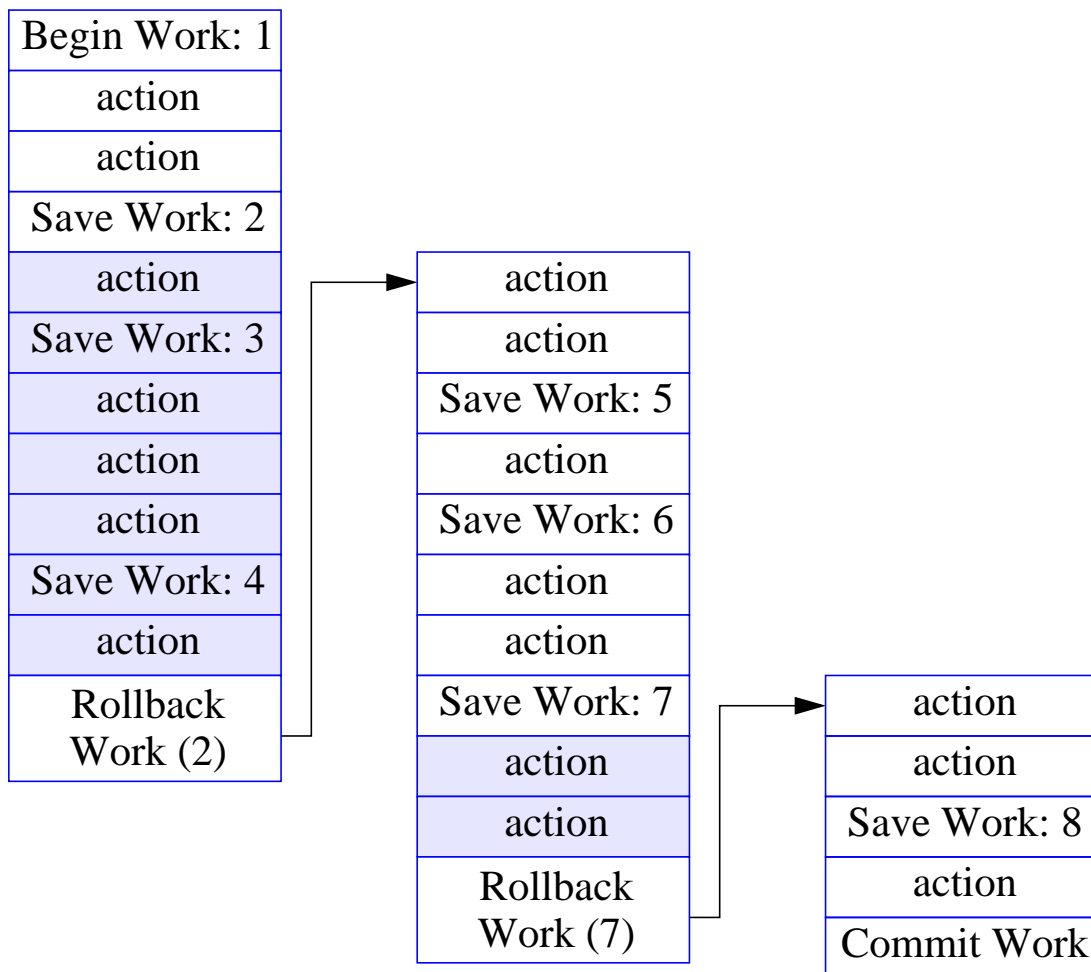 Begin Work: 1
action
action
Save Work: 2
action
Save Work: 3
action
action
action
Save Work: 4
action
Rollback
Work (2)
action
action
Save Work: 5
action
Save Work: 6
action
action
Save Work: 7
action
action
Rollback
Work (7)
action
action
Save Work: 8
action
Commit Work